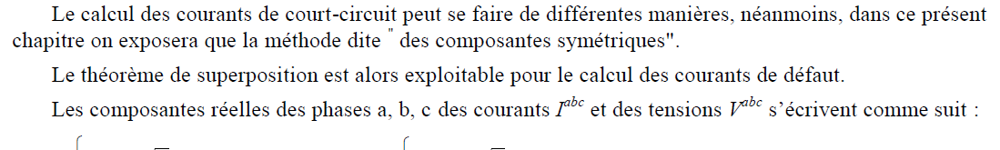 Le calcul des courants de court-circuit peut se faire de différentes manières, néanmoins, dans ce présent
chapitre on exposera que la méthode dite " des composantes symétriques".
Le théorème de superposition est alors exploitable pour le calcul des courants de défaut.
Les composantes réelles des phases a, b, c des courants I^abc et des tensions V^abc s’écrivent comme suit :